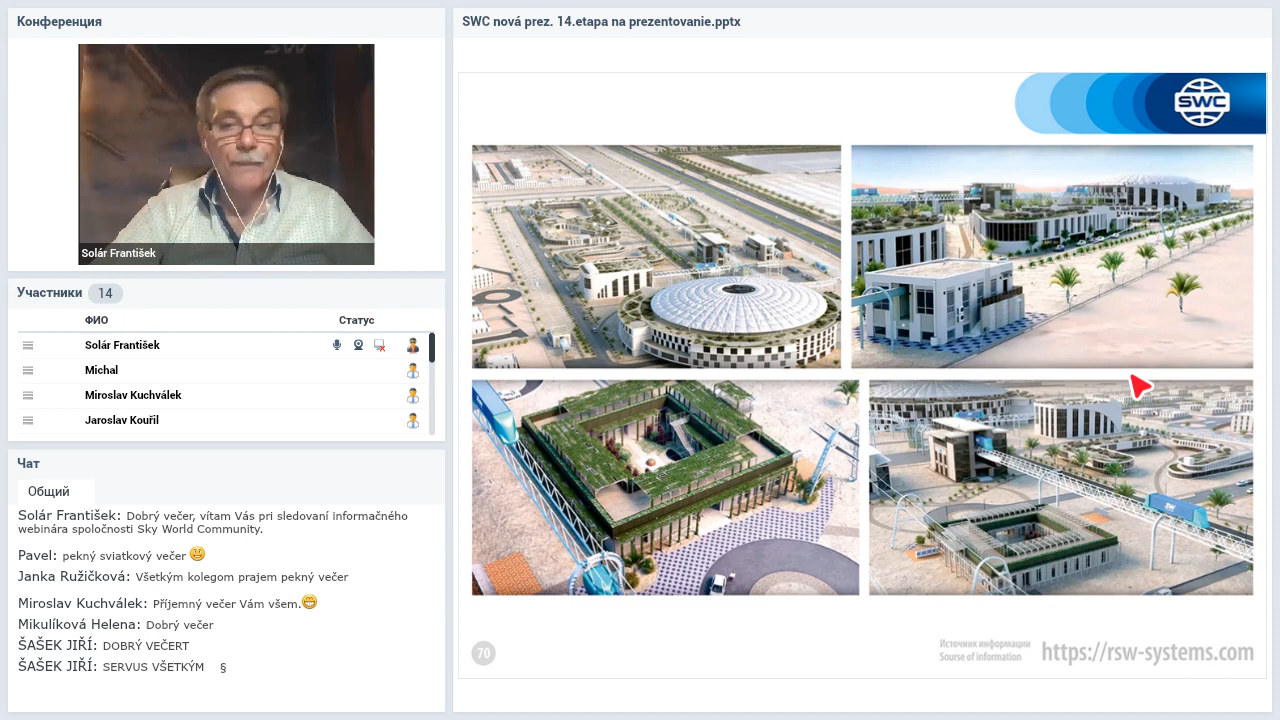 Конференция
Solár František
Участники 14
ФИО Статус
Solár František
Michal
Miroslav Kuchválek
Jaroslav Kouřil
Чат
Общий
Solár František: Dobrý večer, vítam Vás pri sledovaní informačného
webinára spoločnosti Sky World Community.
Pavel: pekný sviatkový večer
Janka Ružičková: Všetkým kolegom prajem pekný večer
Miroslav Kuchválek: Příjemný večer Vám všem.
Mikulíková Helena: Dobrý večer
ŠAŠEK JIŘÍ: DOBRÝ VEČERT
ŠAŠEK JIŘÍ: SERVUS VŠETKÝM §
SWC nová prez. 14.etapa na prezentovanie.pptx
SWC
70
Источник информации
Sourse of information
https://rsw-systems.com